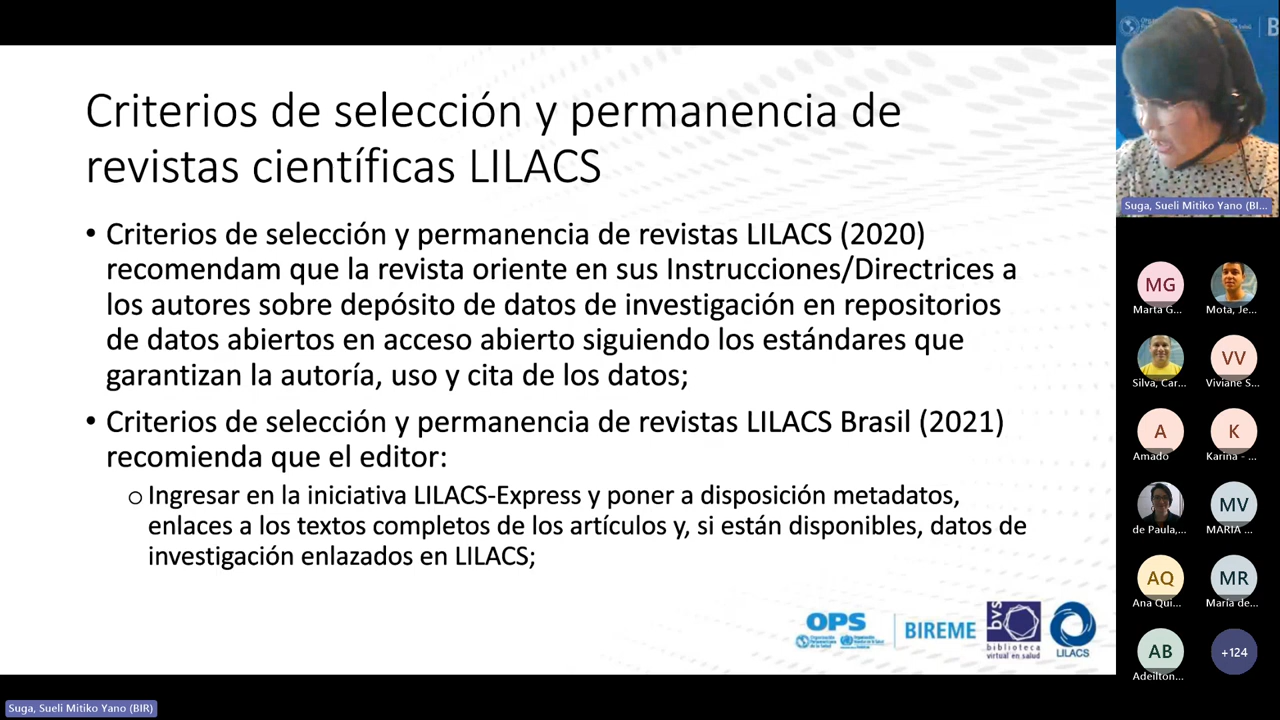 Criterios de selección y permanencia de
revistas científicas LILACS
• Criterios de selección y permanencia de revistas LILACS (2020)
recomendam que la revista oriente en sus Instrucciones/Directrices a
los autores sobre depósito de datos de investigación en repositorios
de datos abiertos en acceso abierto siguiendo los estándares que
garantizan la autoría, uso y cita de los datos;
• Criterios de selección y permanencia de revistas LILACS Brasil (2021)
recomienda que el editor:
o Ingresar en la iniciativa LILACS-Express y poner a disposición metadatos,
enlaces a los textos completos de los artículos y, si están disponibles, datos de
investigación enlazados en LILACS;
OPS
BIREME
bvs
biblioteca
virtual en salud
LILACS
Suga, Sueli Mitiko Yano (BI...
MG
Marta G...
Mota, Je...
Silva, Car...
VV
Viviane S...
A
Amado
K
Karina - ...
de Paula,...
MV
MARIA ...
AQ
Ana Qui...
MR
Maria de...
AB
Adeilton...
+124
Suga, Sueli Mitiko Yano (BIR)